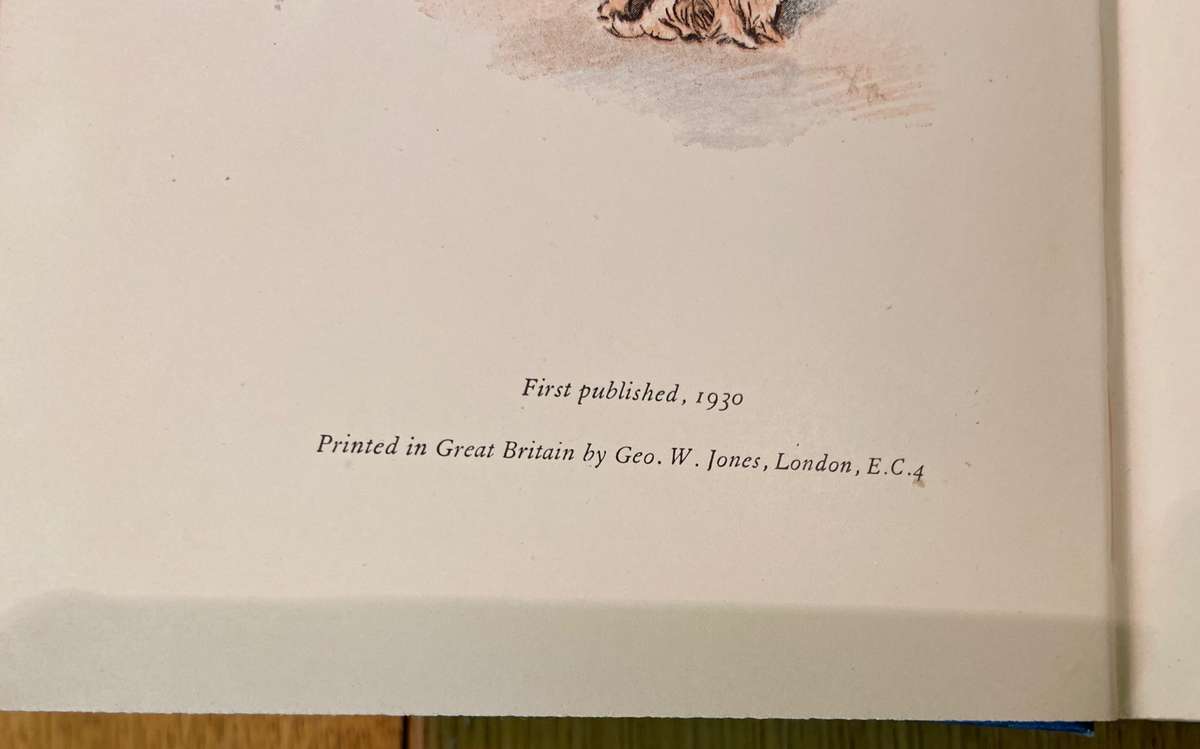 First published, 1930
Printed in Great Britain by Geo. W. Jones, London, E.C.4